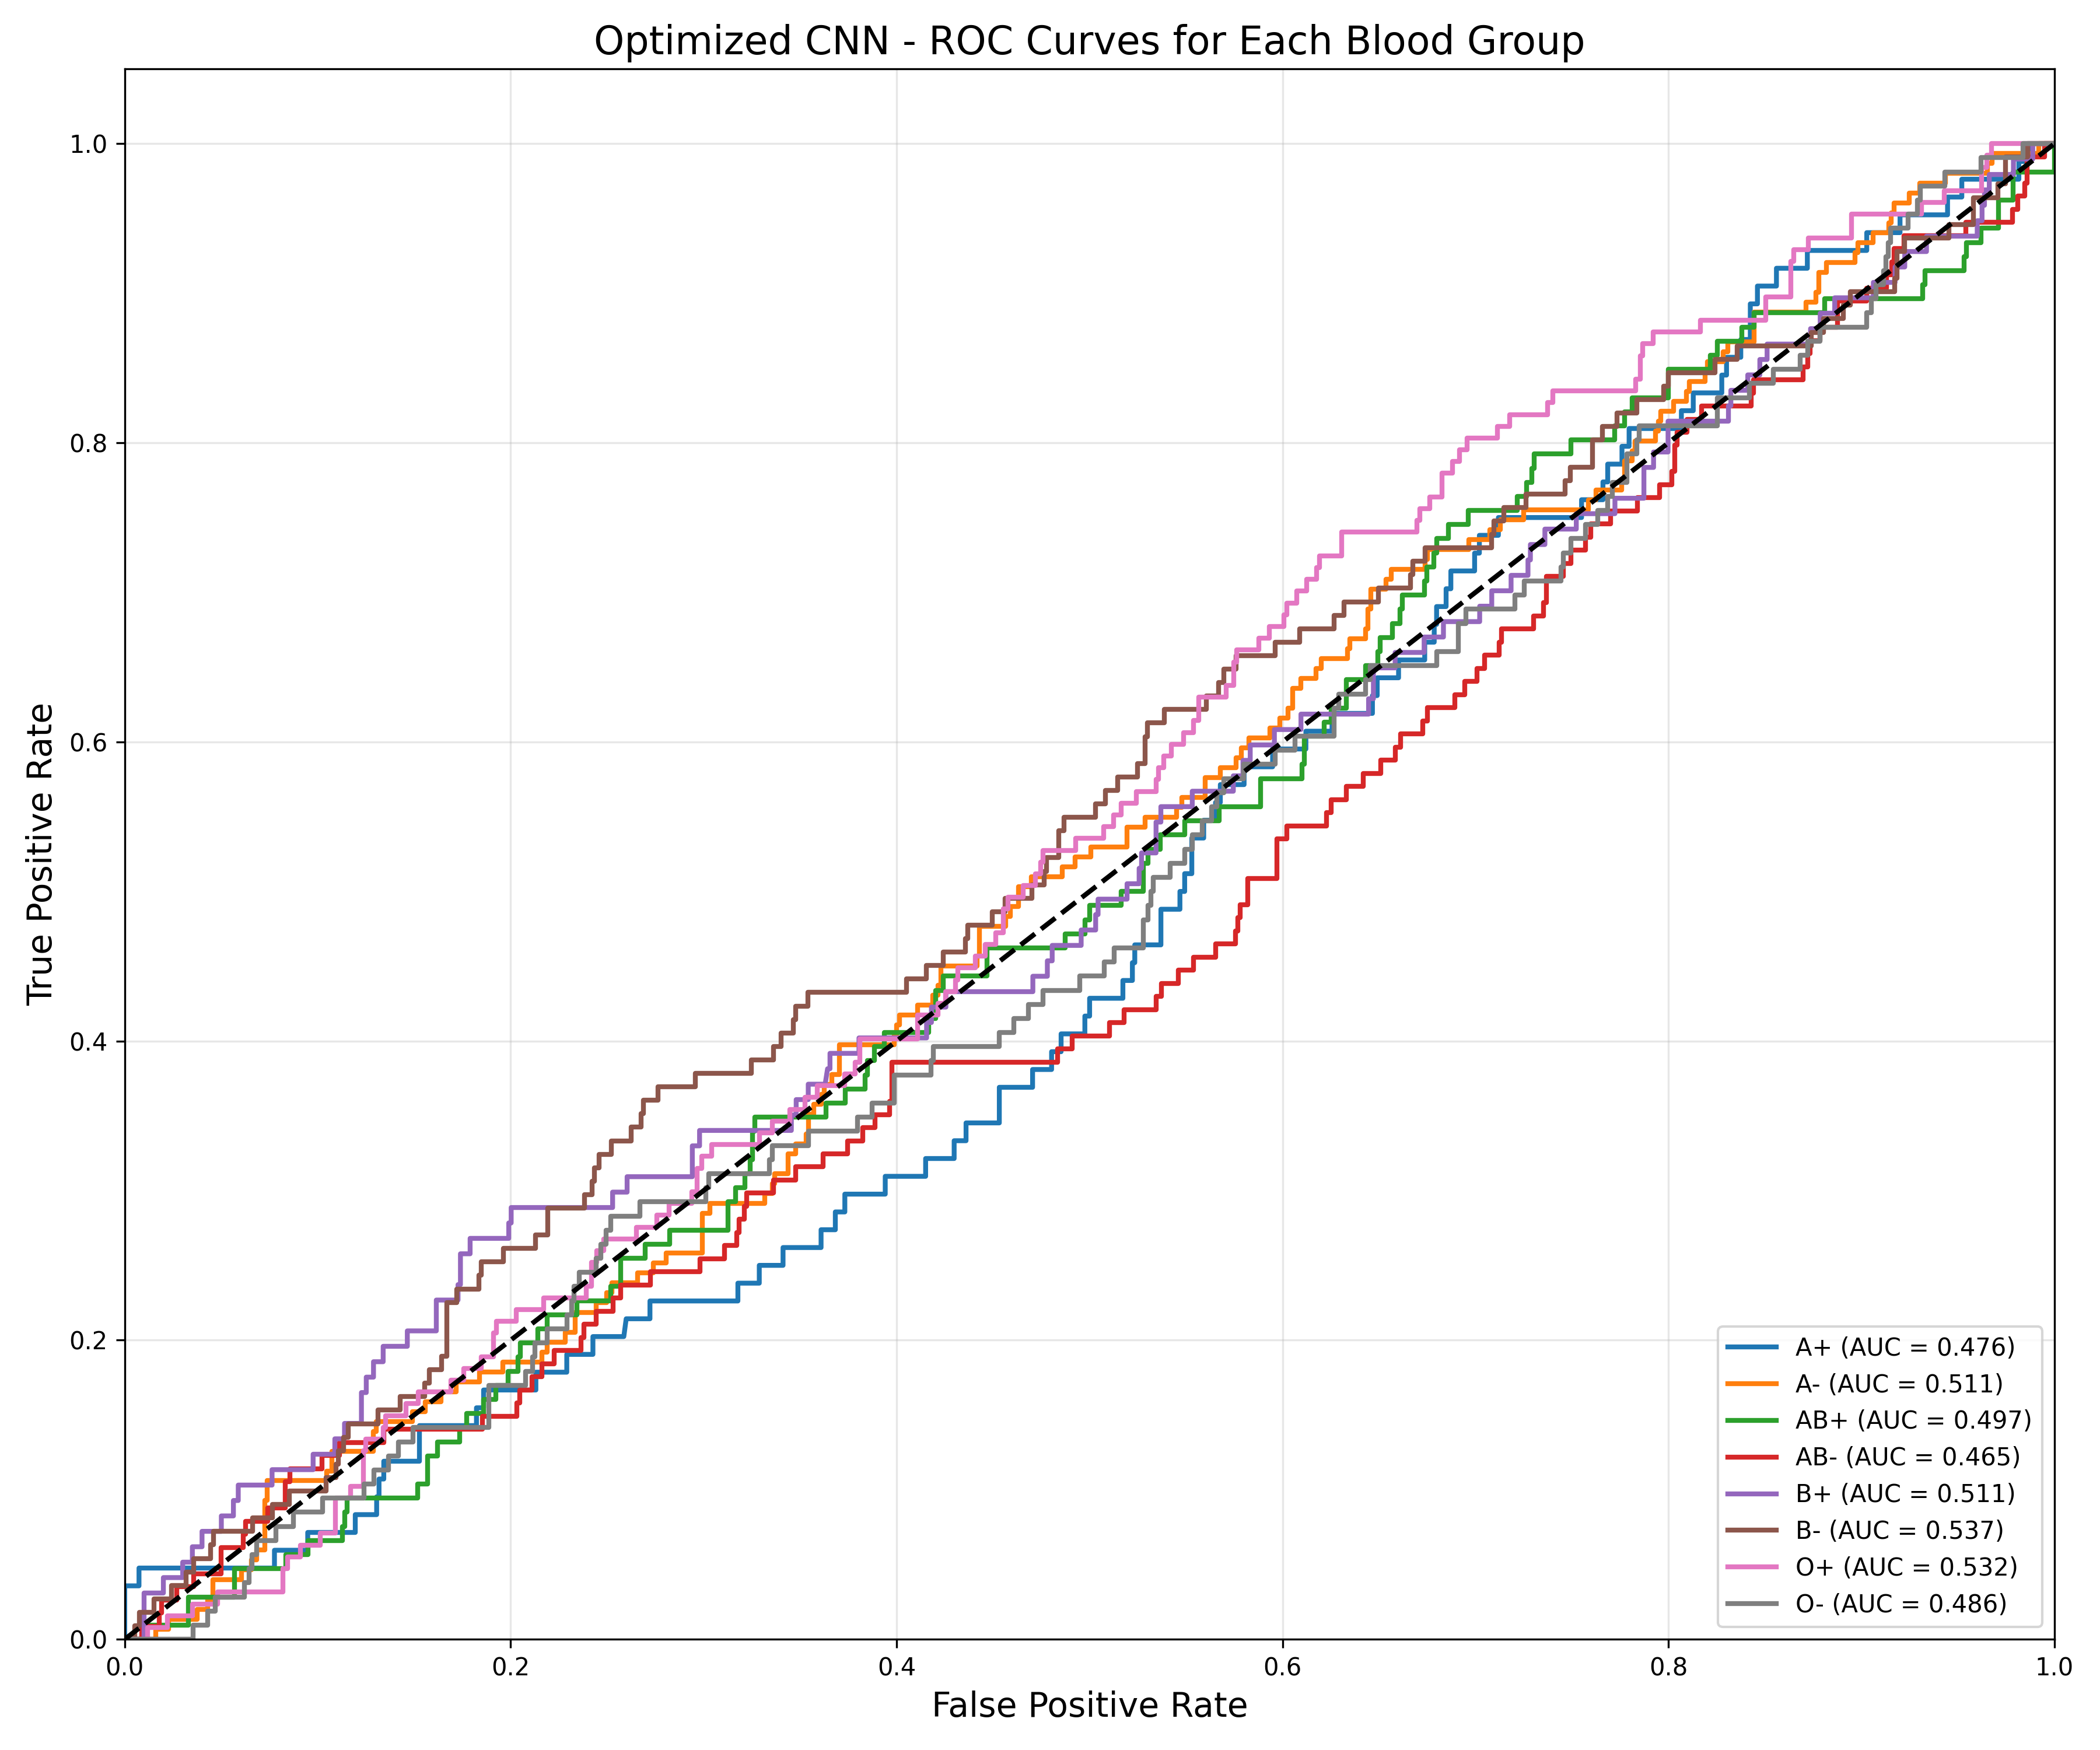 Optimized CNN - ROC Curves for Each Blood Group
1.0
0.8
0.6
0.4
0.2
0.0
True Positive Rate
0.0 0.2 0.4 0.6 0.8 1.0
False Positive Rate
A+ (AUC = 0.476)
A- (AUC = 0.511)
AB+ (AUC = 0.497)
AB- (AUC = 0.465)
B+ (AUC = 0.511)
B- (AUC = 0.537)
O+ (AUC = 0.532)
O- (AUC = 0.486)